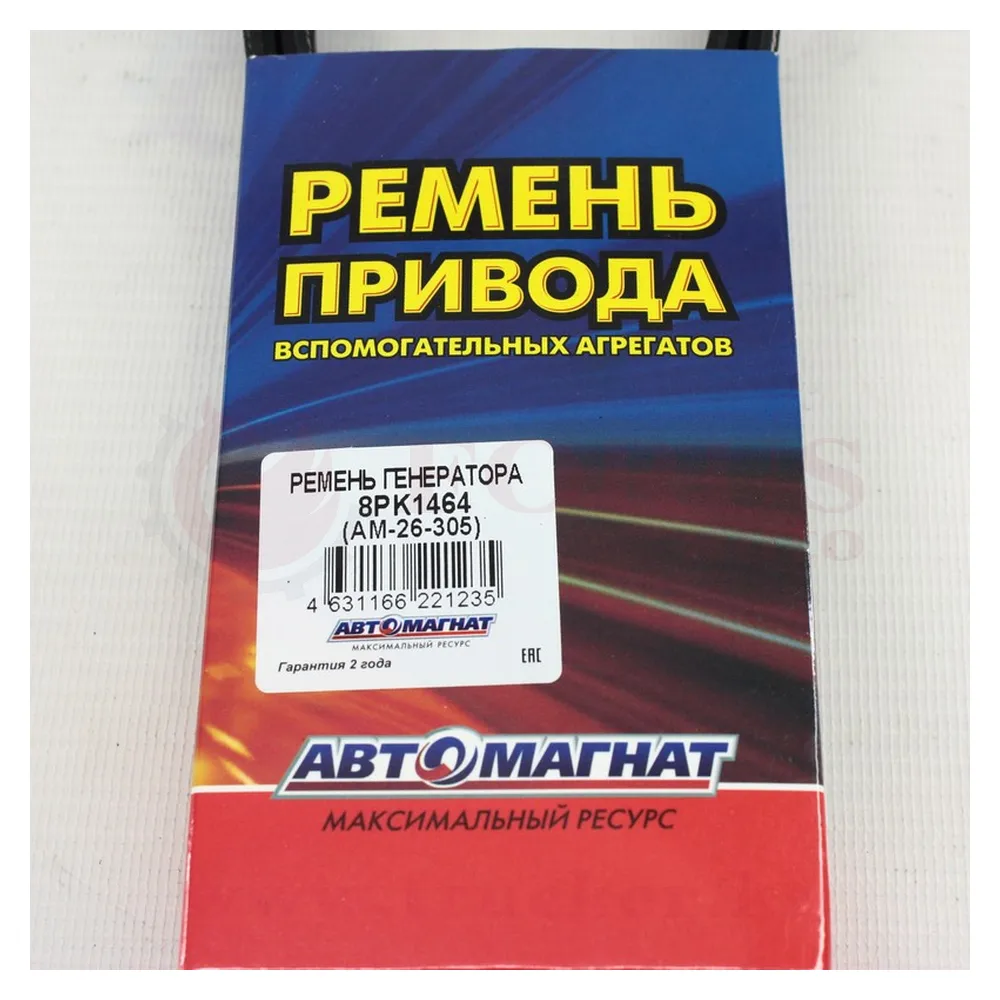 РЕМЕНЬ
ПРИВОДА
ВСПОМОГАТЕЛЬНЫХ АГРЕГАТОВ
РЕМЕНЬ ГЕНЕРАТОРА
8PK1464
(АМ-26-305)
4 631166 221235
АВТОМАГНАТ
МАКСИМАЛЬНЫЙ РЕСУРС
Гарантия 2 года
EAC
АВТОМАГНАТ
МАКСИМАЛЬНЫЙ РЕСУРС